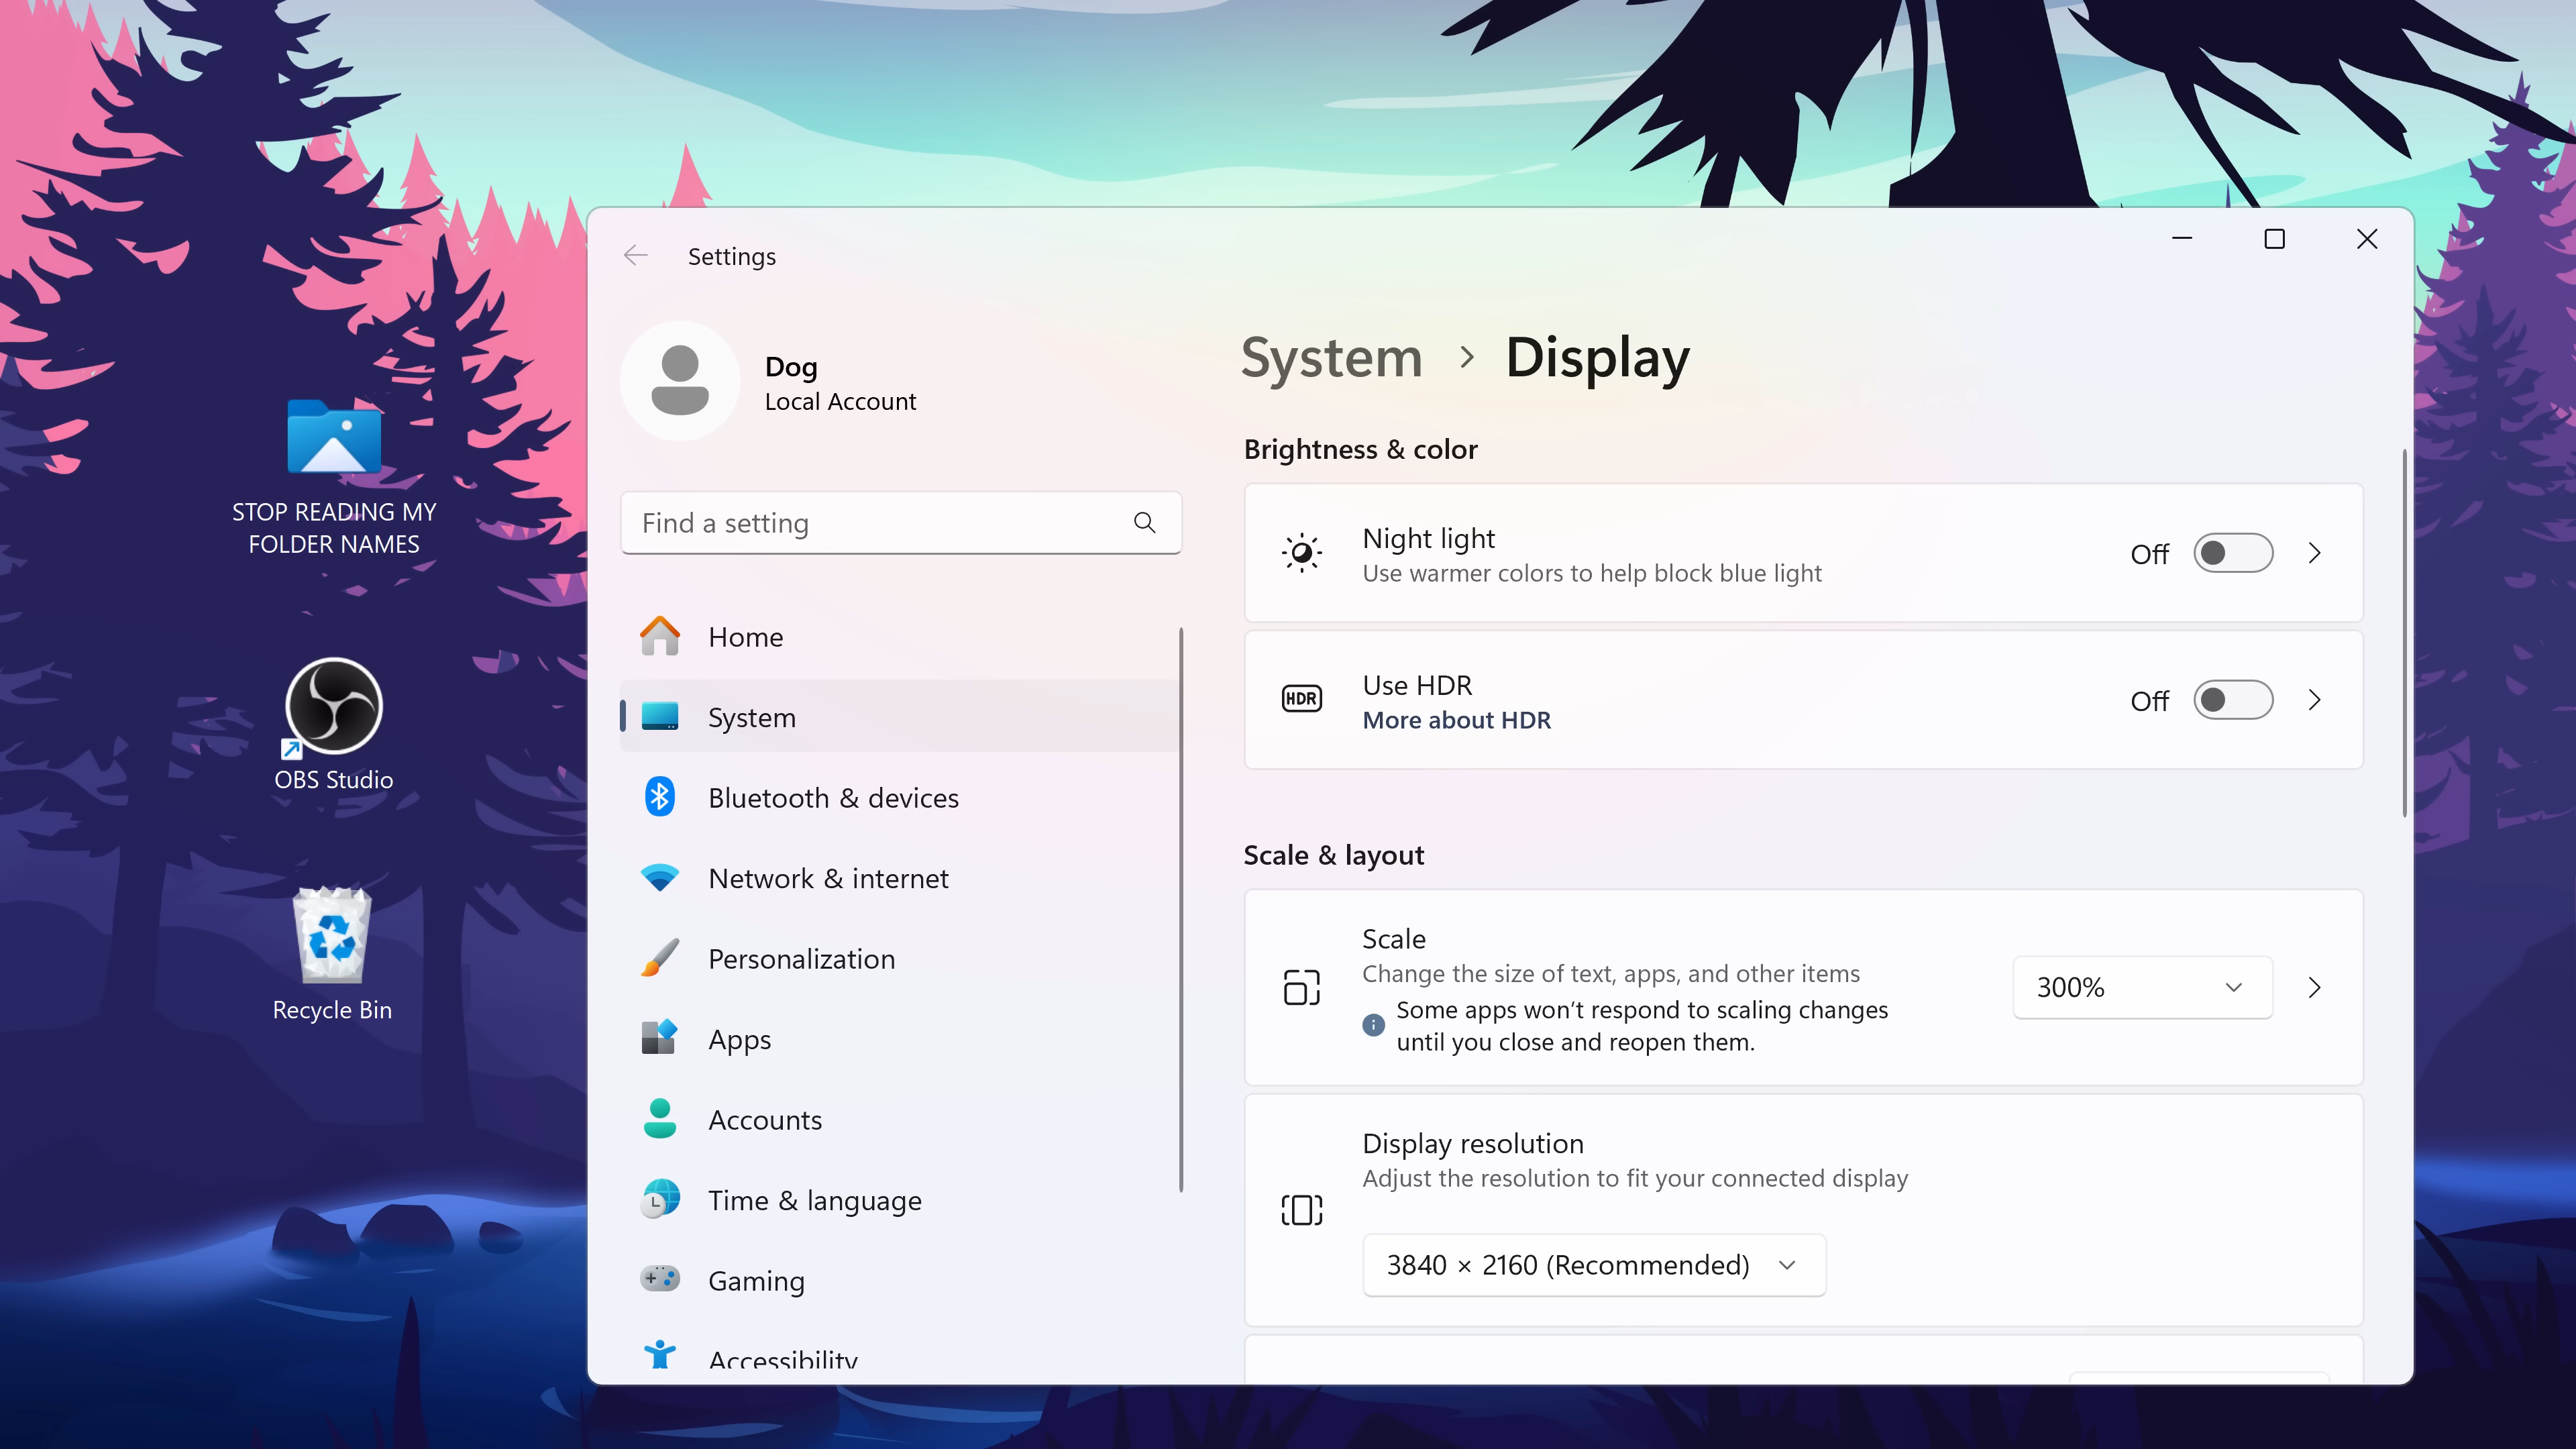 STOP READING MY
FOLDER NAMES
OBS Studio
Recycle Bin
Settings
Dog
Local Account
Find a setting
Home
System
Bluetooth & devices
Network & internet
Personalization
Apps
Accounts
Time & language
Gaming
Accessibility
System > Display
Brightness & color
Night light
Use warmer colors to help block blue light
Off
HDR
Use HDR
More about HDR
Off
Scale & layout
Scale
Change the size of text, apps, and other items
Some apps won’t respond to scaling changes
until you close and reopen them.
300%
Display resolution
Adjust the resolution to fit your connected display
3840 × 2160 (Recommended)